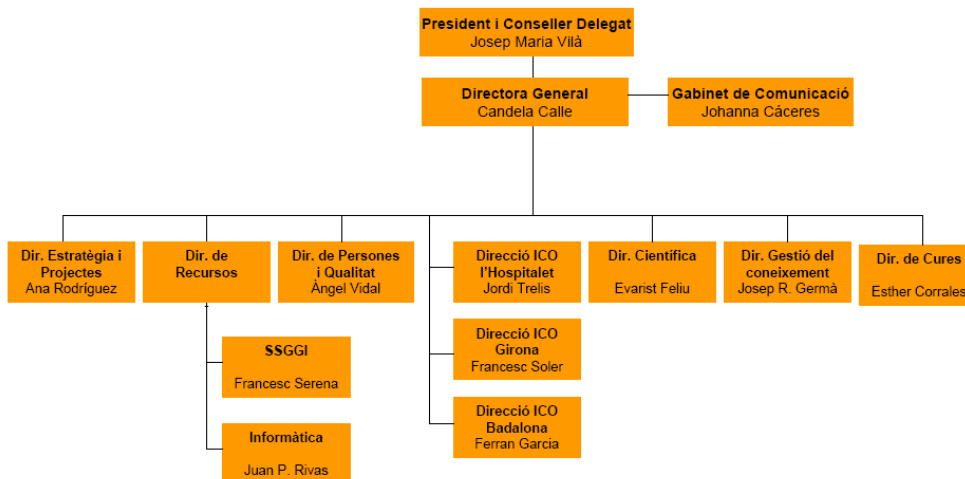 President i Conseller Delegat
Josep Maria Vilà
Directora General
Candela Calle
Gabinet de Comunicació
Johanna Cáceres
Dir. Estratègia i
Projectes
Ana Rodríguez
Dir. de
Recursos
Dir. de Persones
i Qualitat
Àngel Vidal
Direcció ICO
l'Hospitalet
Jordi Trelis
Dir. Científica
Evarist Feliu
Dir. Gestió del
coneixement
Josep R. Germà
Dir. de Cures
Esther Corrales
SSGGI
Francesc Serena
Direcció ICO
Girona
Francesc Soler
Informàtica
Juan P. Rivas
Direcció ICO
Badalona
Ferran García